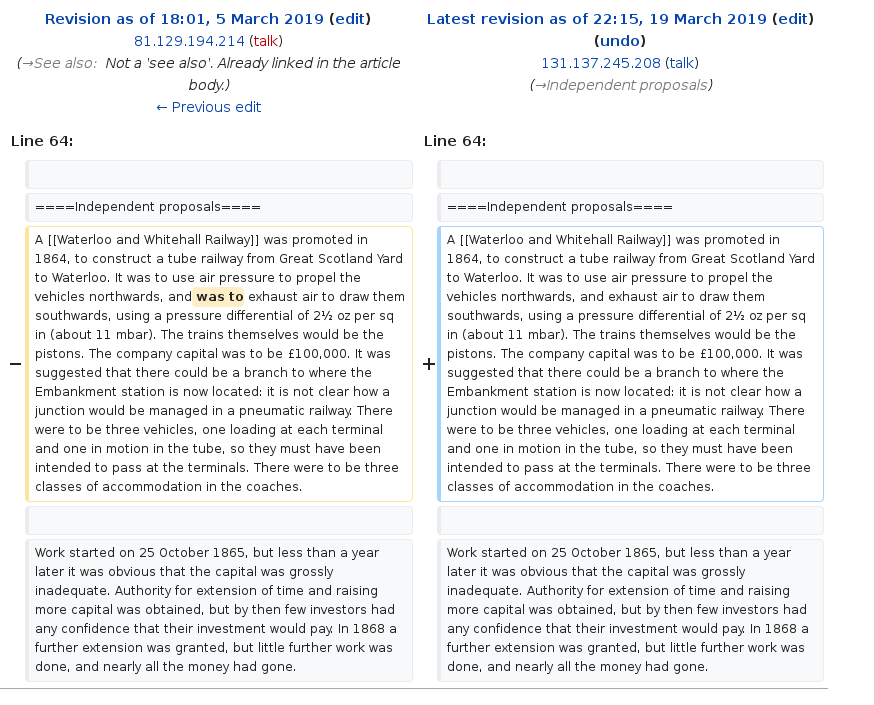 Revision as of 18:01, 5 March 2019 (edit)
81.129.194.214 (talk)
(→See also: Not a 'see also'. Already linked in the article
body.)
← Previous edit
Latest revision as of 22:15, 19 March 2019 (edit)
(undo)
131.137.245.208 (talk)
(→Independent proposals)
Line 64:
====Independent proposals====
− A [[Waterloo and Whitehall Railway]] was promoted in
1864, to construct a tube railway from Great Scotland Yard
to Waterloo. It was to use air pressure to propel the
vehicles northwards, and was to exhaust air to draw them
southwards, using a pressure differential of 2½ oz per sq
in (about 11 mbar). The trains themselves would be the
pistons. The company capital was to be £100,000. It was
suggested that there could be a branch to where the
Embankment station is now located: it is not clear how a
junction would be managed in a pneumatic railway. There
were to be three vehicles, one loading at each terminal
and one in motion in the tube, so they must have been
intended to pass at the terminals. There were to be three
classes of accommodation in the coaches.
Work started on 25 October 1865, but less than a year
later it was obvious that the capital was grossly
inadequate. Authority for extension of time and raising
more capital was obtained, but by then few investors had
any confidence that their investment would pay. In 1868 a
further extension was granted, but little further work was
done, and nearly all the money had gone.
Line 64:
====Independent proposals====
+ A [[Waterloo and Whitehall Railway]] was promoted in
1864, to construct a tube railway from Great Scotland Yard
to Waterloo. It was to use air pressure to propel the
vehicles northwards, and exhaust air to draw them
southwards, using a pressure differential of 2½ oz per sq
in (about 11 mbar). The trains themselves would be the
pistons. The company capital was to be £100,000. It was
suggested that there could be a branch to where the
Embankment station is now located: it is not clear how a
junction would be managed in a pneumatic railway. There
were to be three vehicles, one loading at each terminal
and one in motion in the tube, so they must have been
intended to pass at the terminals. There were to be three
classes of accommodation in the coaches.
Work started on 25 October 1865, but less than a year
later it was obvious that the capital was grossly
inadequate. Authority for extension of time and raising
more capital was obtained, but by then few investors had
any confidence that their investment would pay. In 1868 a
further extension was granted, but little further work was
done, and nearly all the money had gone.